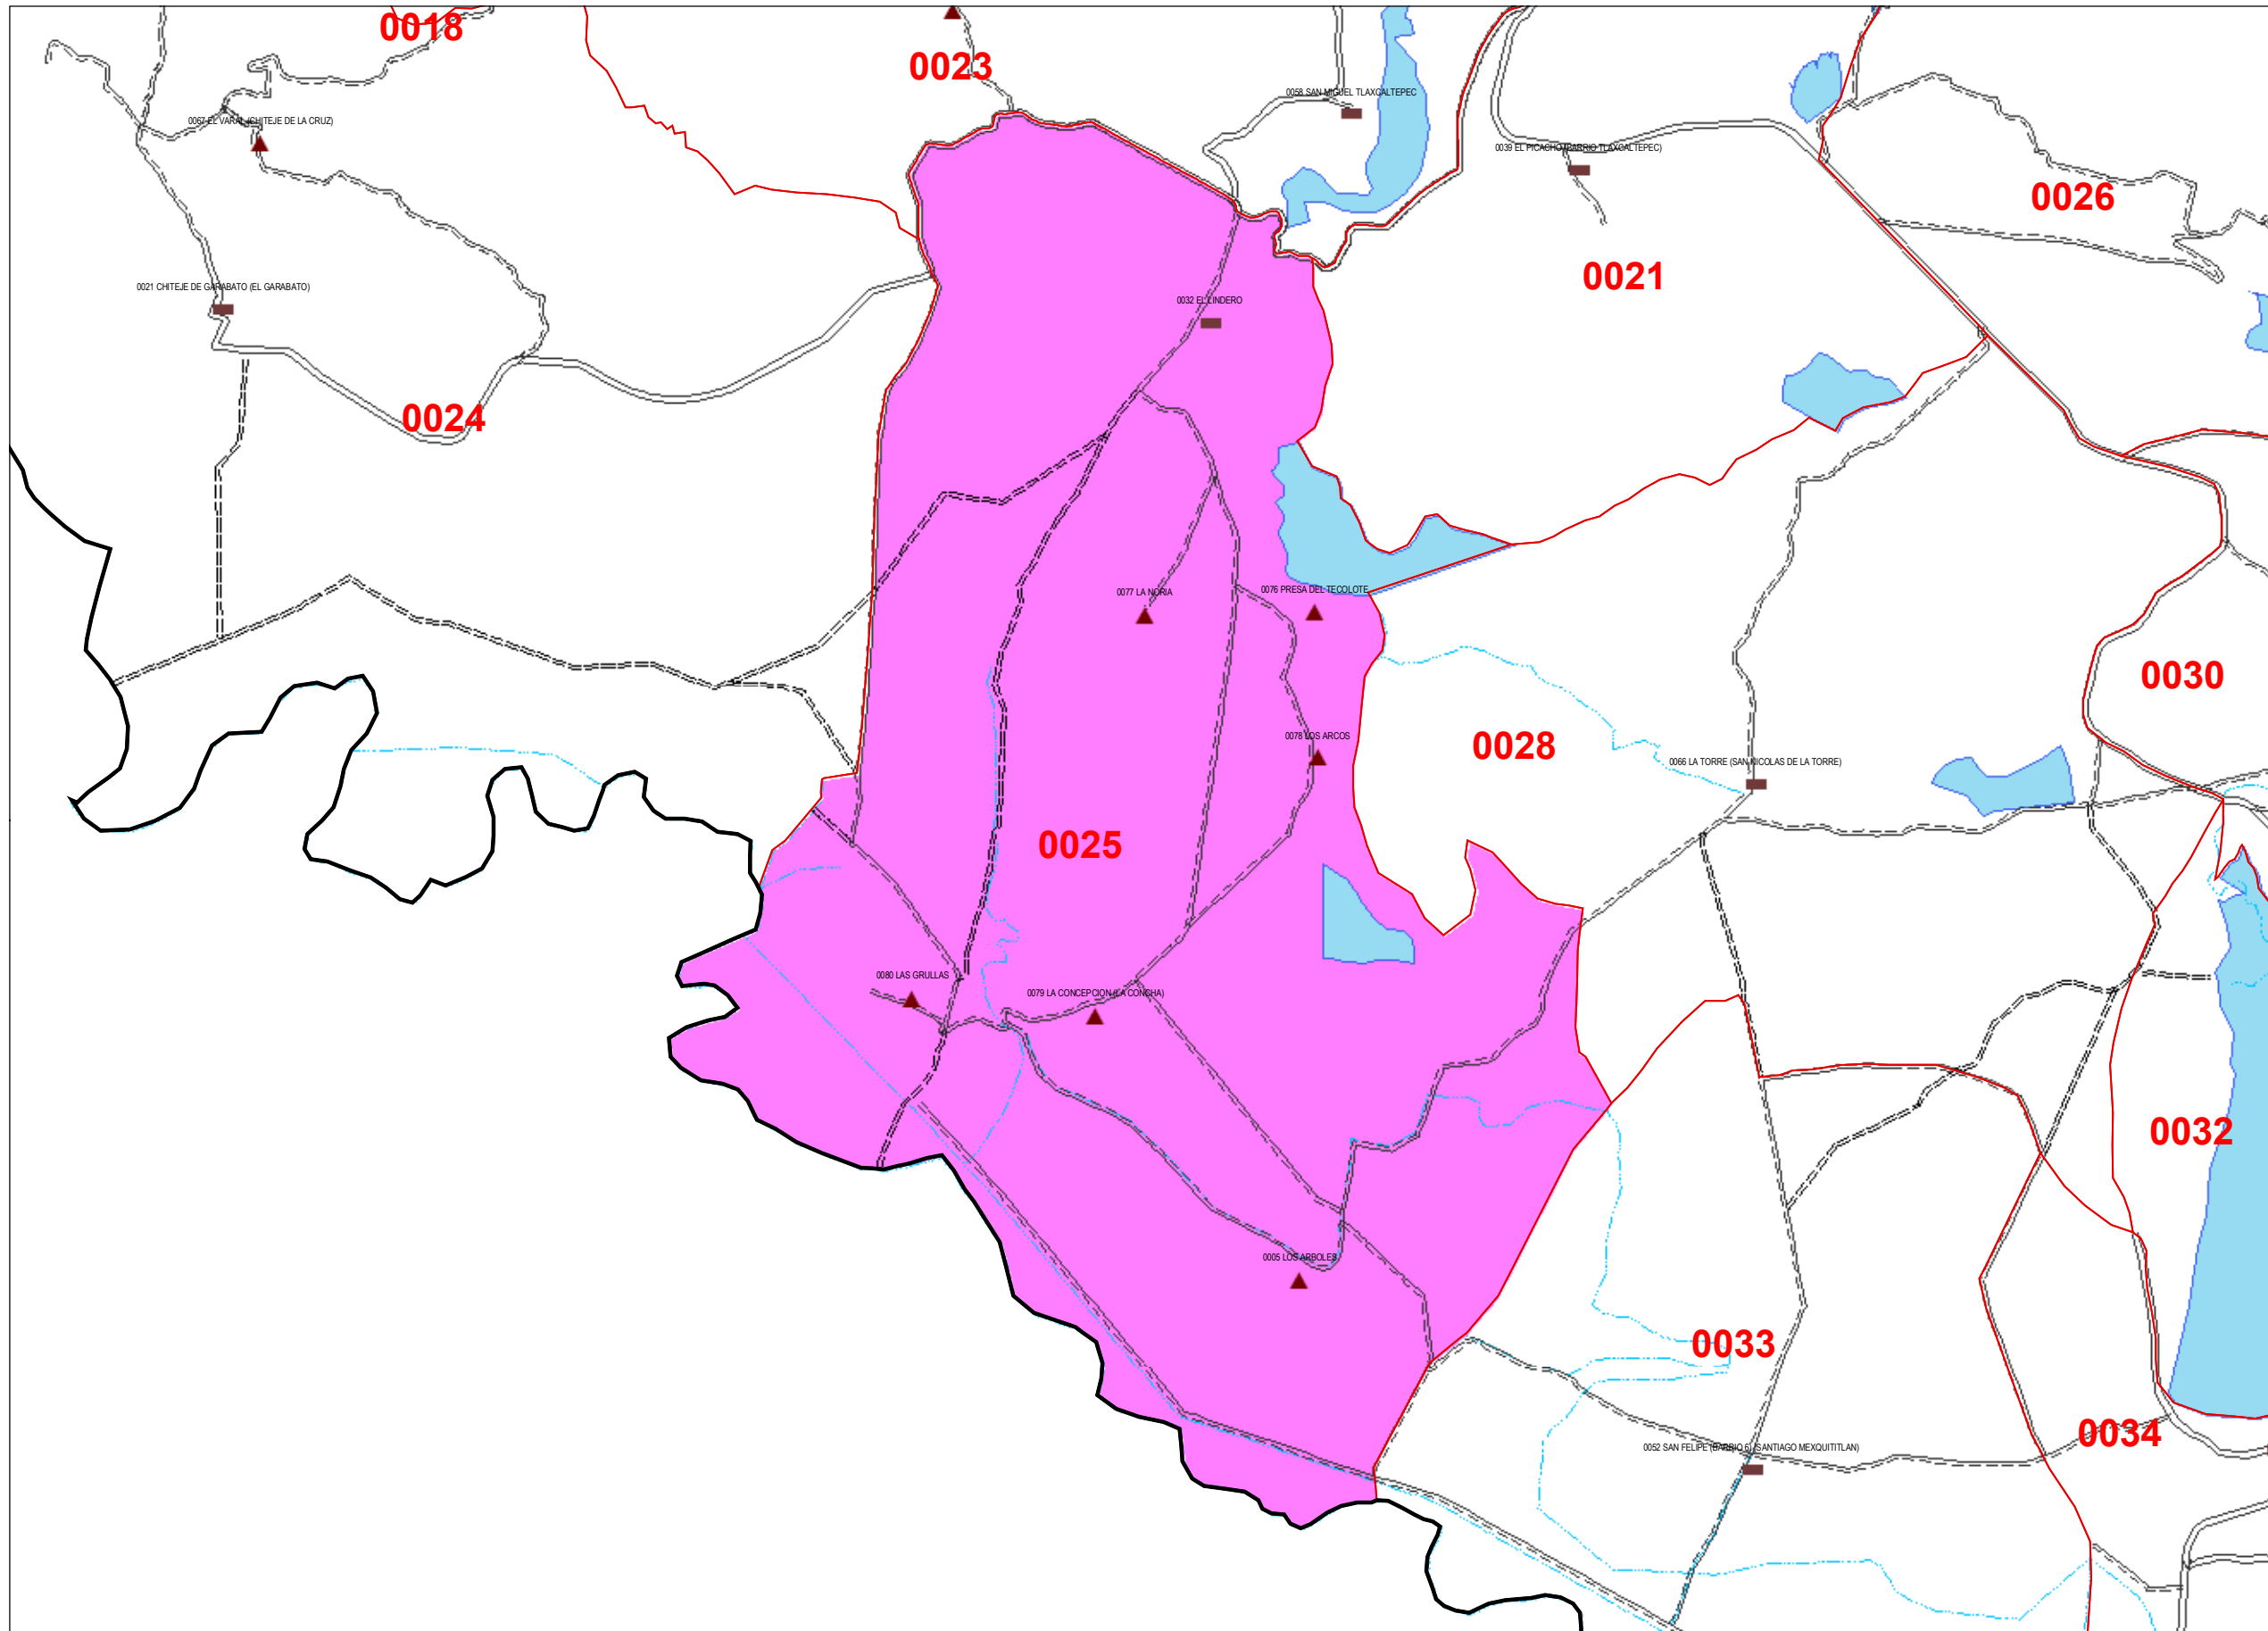 0018
0023
0058 SAN MIGUEL TLAXCALTEPEC
0067 EL VARAL (CHITEJE DE LA CRUZ)
0039 EL PICACHO (BARRIO TLAXCALTEPEC)
0026
0021
0021 CHITEJE DE GARABATO (EL GARABATO)
0032 EL LINDERO
0024
0077 LA NORIA
0076 PRESA DEL TECOLOTE
0030
0078 LOS ARCOS
0028
0066 LA TORRE (SAN NICOLAS DE LA TORRE)
0025
0080 LAS GRULLAS
0079 LA CONCEPCION (LA CONCHA)
0032
0005 LOS ARBOLES
0033
0034
0052 SAN FELIPE (BARRIO 6) (SANTIAGO MEXQUITITLAN)